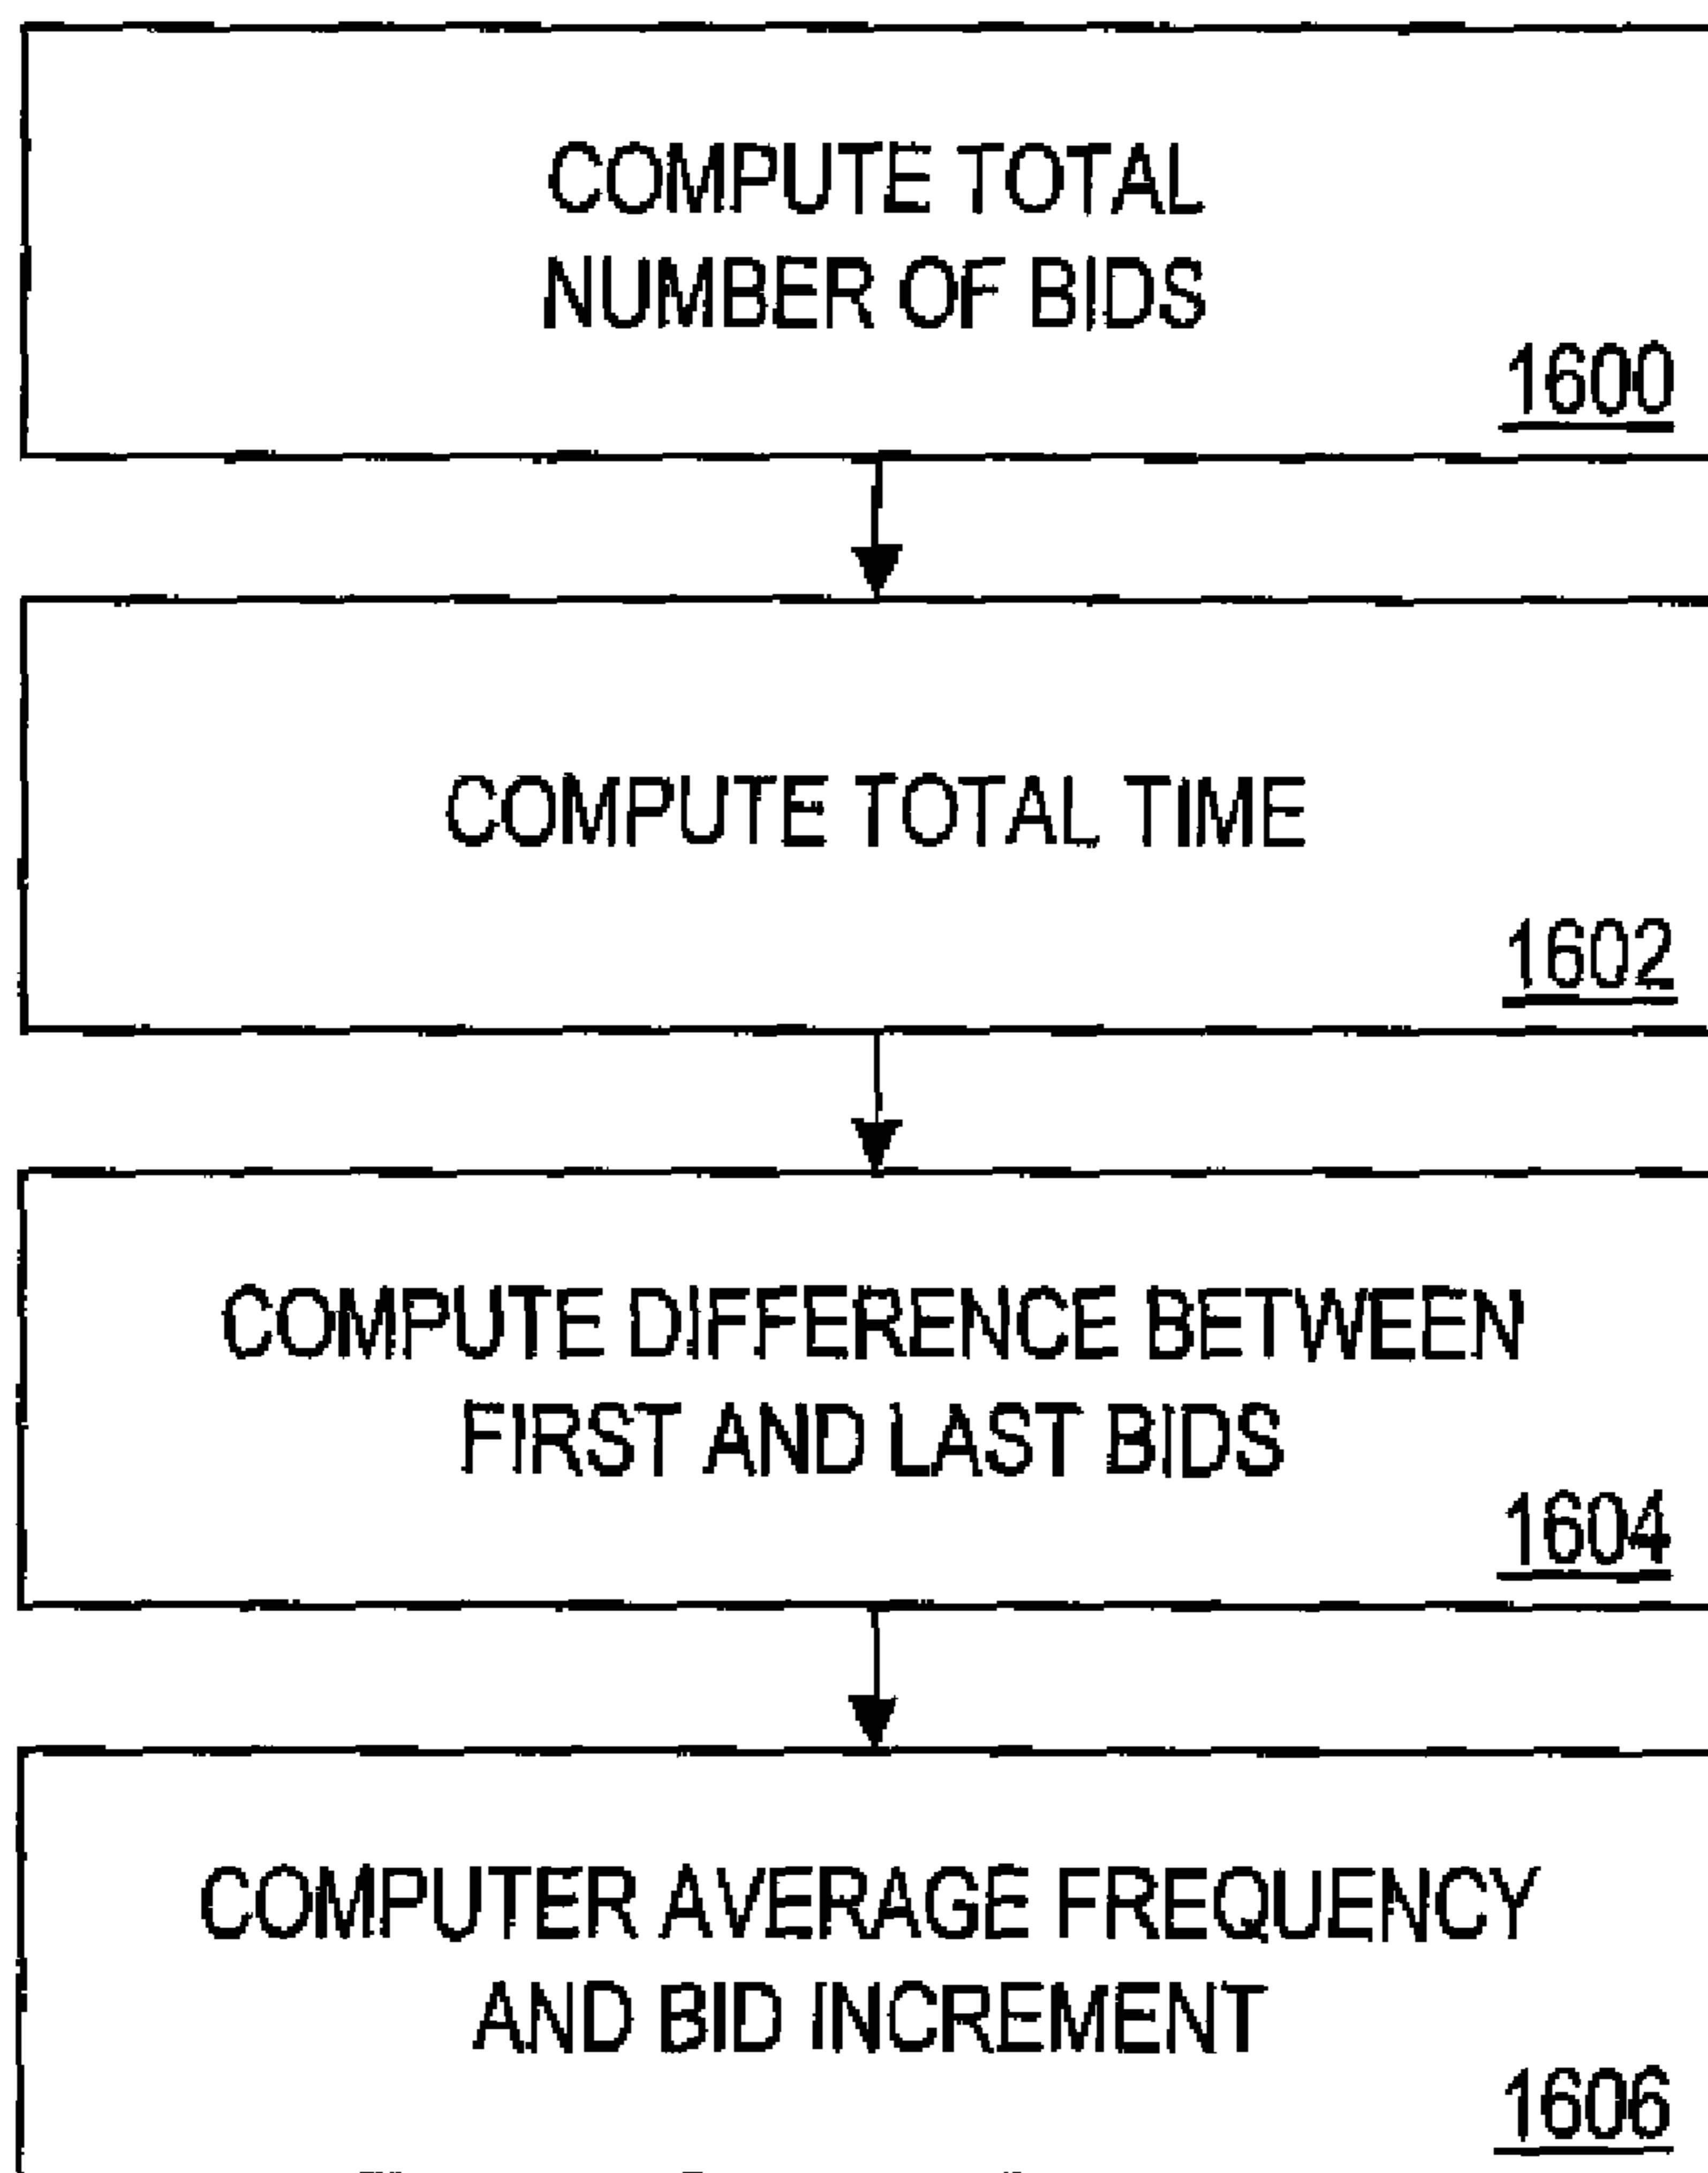 COMPUTE TOTAL
NUMBER OF BIDS
1600
COMPUTE TOTAL TIME
1602
COMPUTE DIFFERENCE BETWEEN
FIRST AND LAST BIDS
1604
COMPUTER AVERAGE FREQUENCY
AND BID INCREMENT
1606